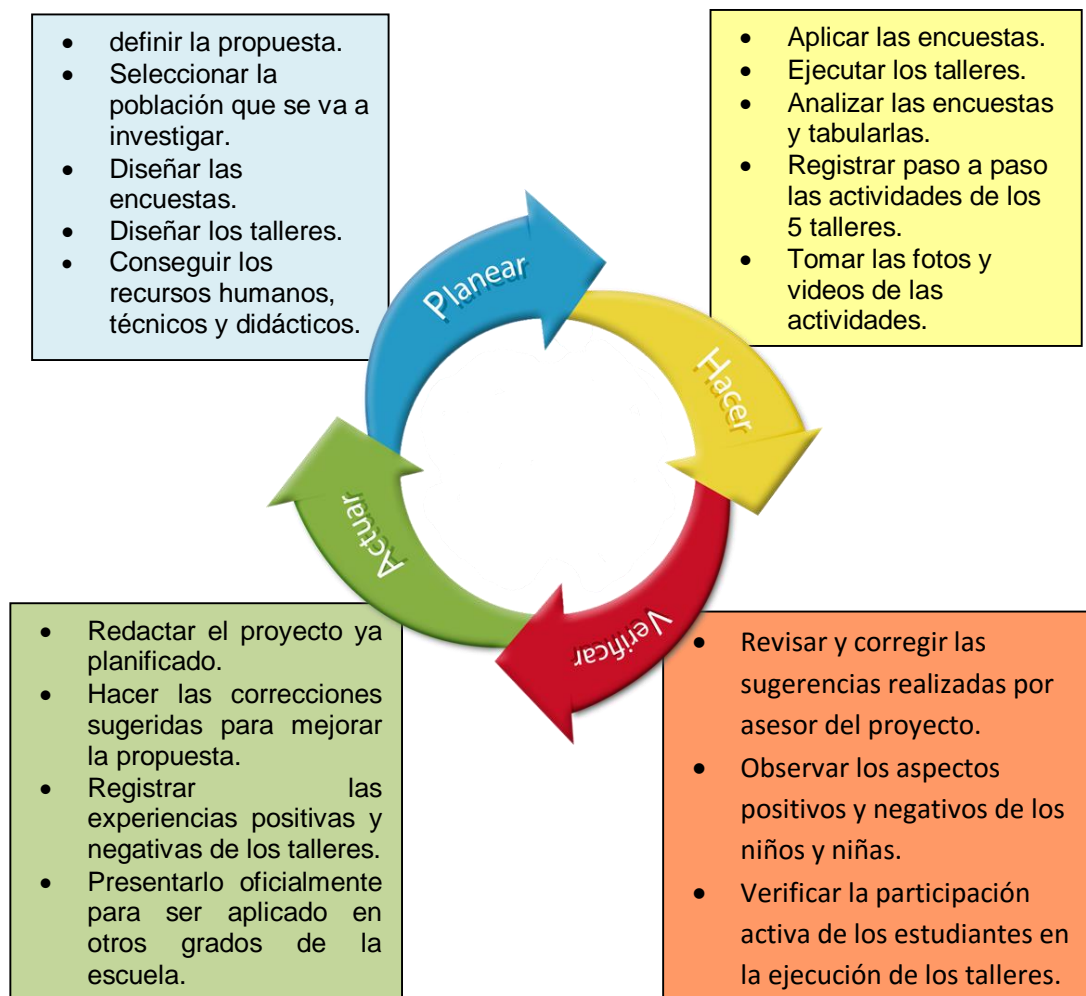 • definir la propuesta.
• Seleccionar la
población que se va a
investigar.
• Diseñar las
encuestas.
• Diseñar los talleres.
• Conseguir los
recursos humanos,
técnicos y didácticos.
• Aplicar las encuestas.
• Ejecutar los talleres.
• Analizar las encuestas
y tabularlas.
• Registrar paso a paso
las actividades de los
5 talleres.
• Tomar las fotos y
videos de las
actividades.
Planear
Hacer
Verificar
Actuar
• Redactar el proyecto ya
planificado.
• Hacer las correcciones
sugeridas para mejorar
la propuesta.
• Registrar las
experiencias positivas y
negativas de los talleres.
• Presentarlo oficialmente
para ser aplicado en
otros grados de la
escuela.
• Revisar y corregir las
sugerencias realizadas por
asesor del proyecto.
• Observar los aspectos
positivos y negativos de los
niños y niñas.
• Verificar la participación
activa de los estudiantes en
la ejecución de los talleres.